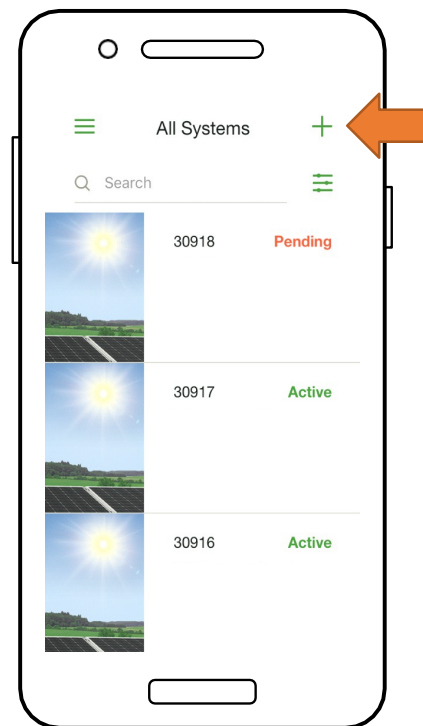 All Systems
Search
30918 Pending
30917 Active
30916 Active